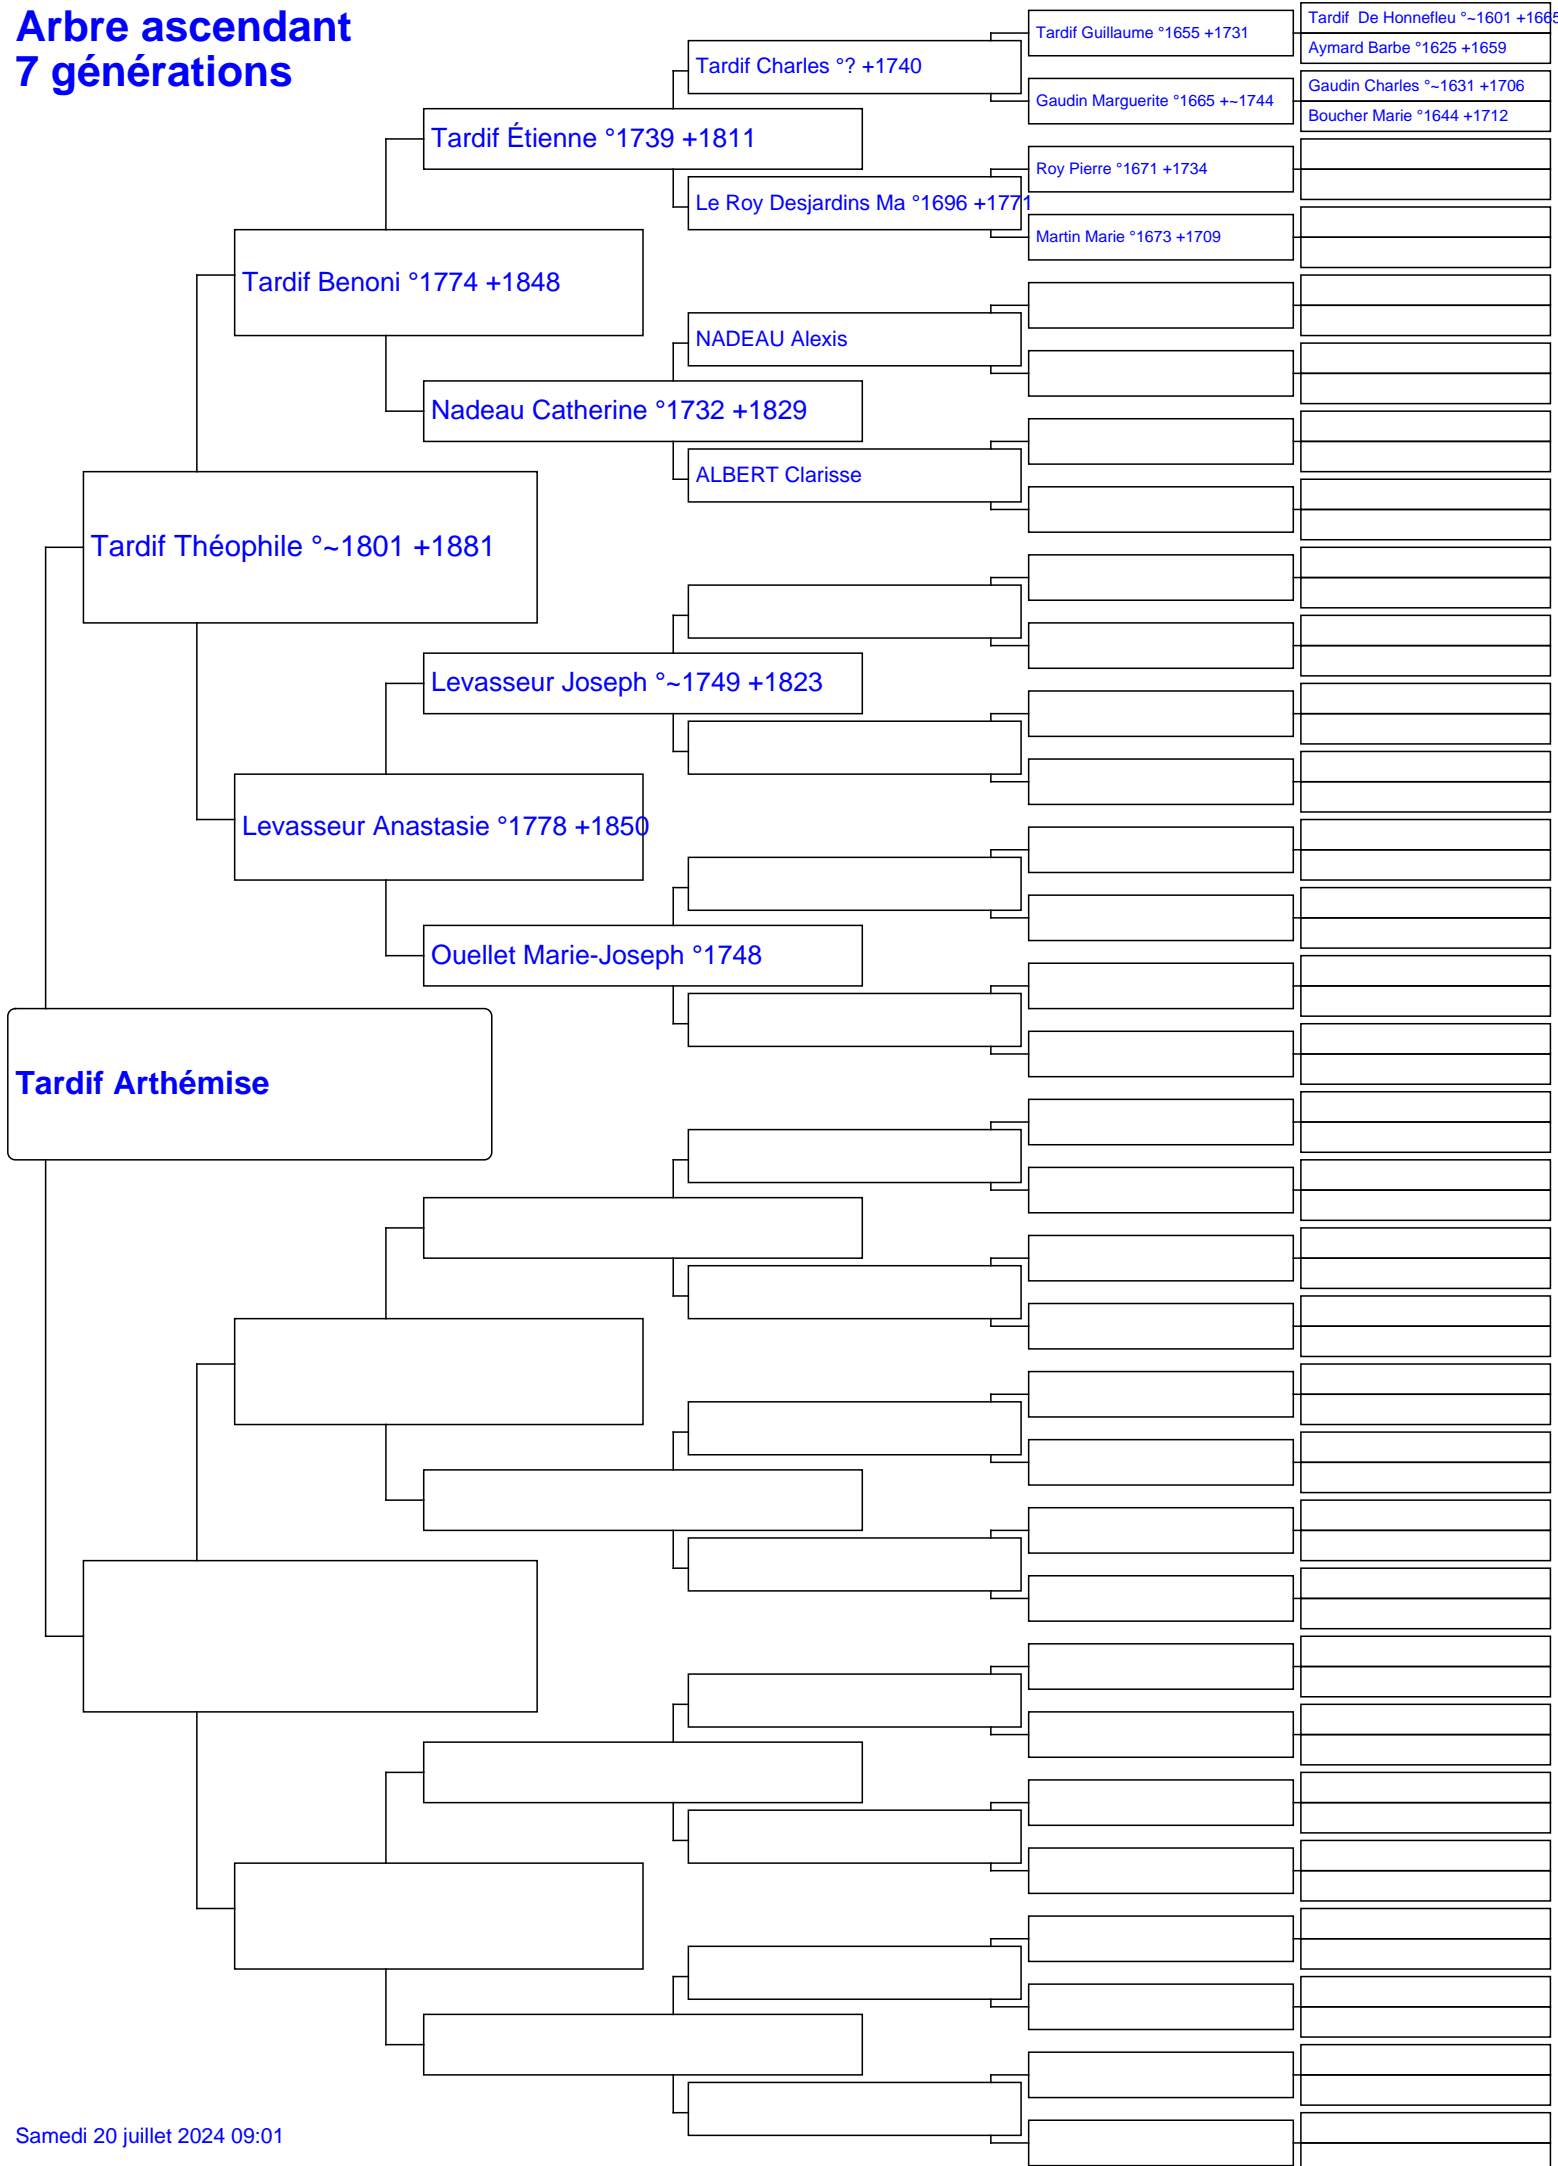 Arbre ascendant
7 générations
Tardif De Honnefleu °~1601 +1665
Aymard Barbe °1625 +1659
Tardif Guillaume °1655 +1731
Tardif Charles °? +1740
Gaudin Charles °~1631 +1706
Gaudin Marguerite °1665 +~1744
Boucher Marie °1644 +1712
Tardif Étienne °1739 +1811
Roy Pierre °1671 +1734
Le Roy Desjardins Ma °1696 +1771
Martin Marie °1673 +1709
Tardif Benoni °1774 +1848
NADEAU Alexis
Nadeau Catherine °1732 +1829
ALBERT Clarisse
Tardif Théophile °~1801 +1881
Levasseur Joseph °~1749 +1823
Levasseur Anastasie °1778 +1850
Ouellet Marie-Joseph °1748
Tardif Arthémise
Samedi 20 juillet 2024 09:01